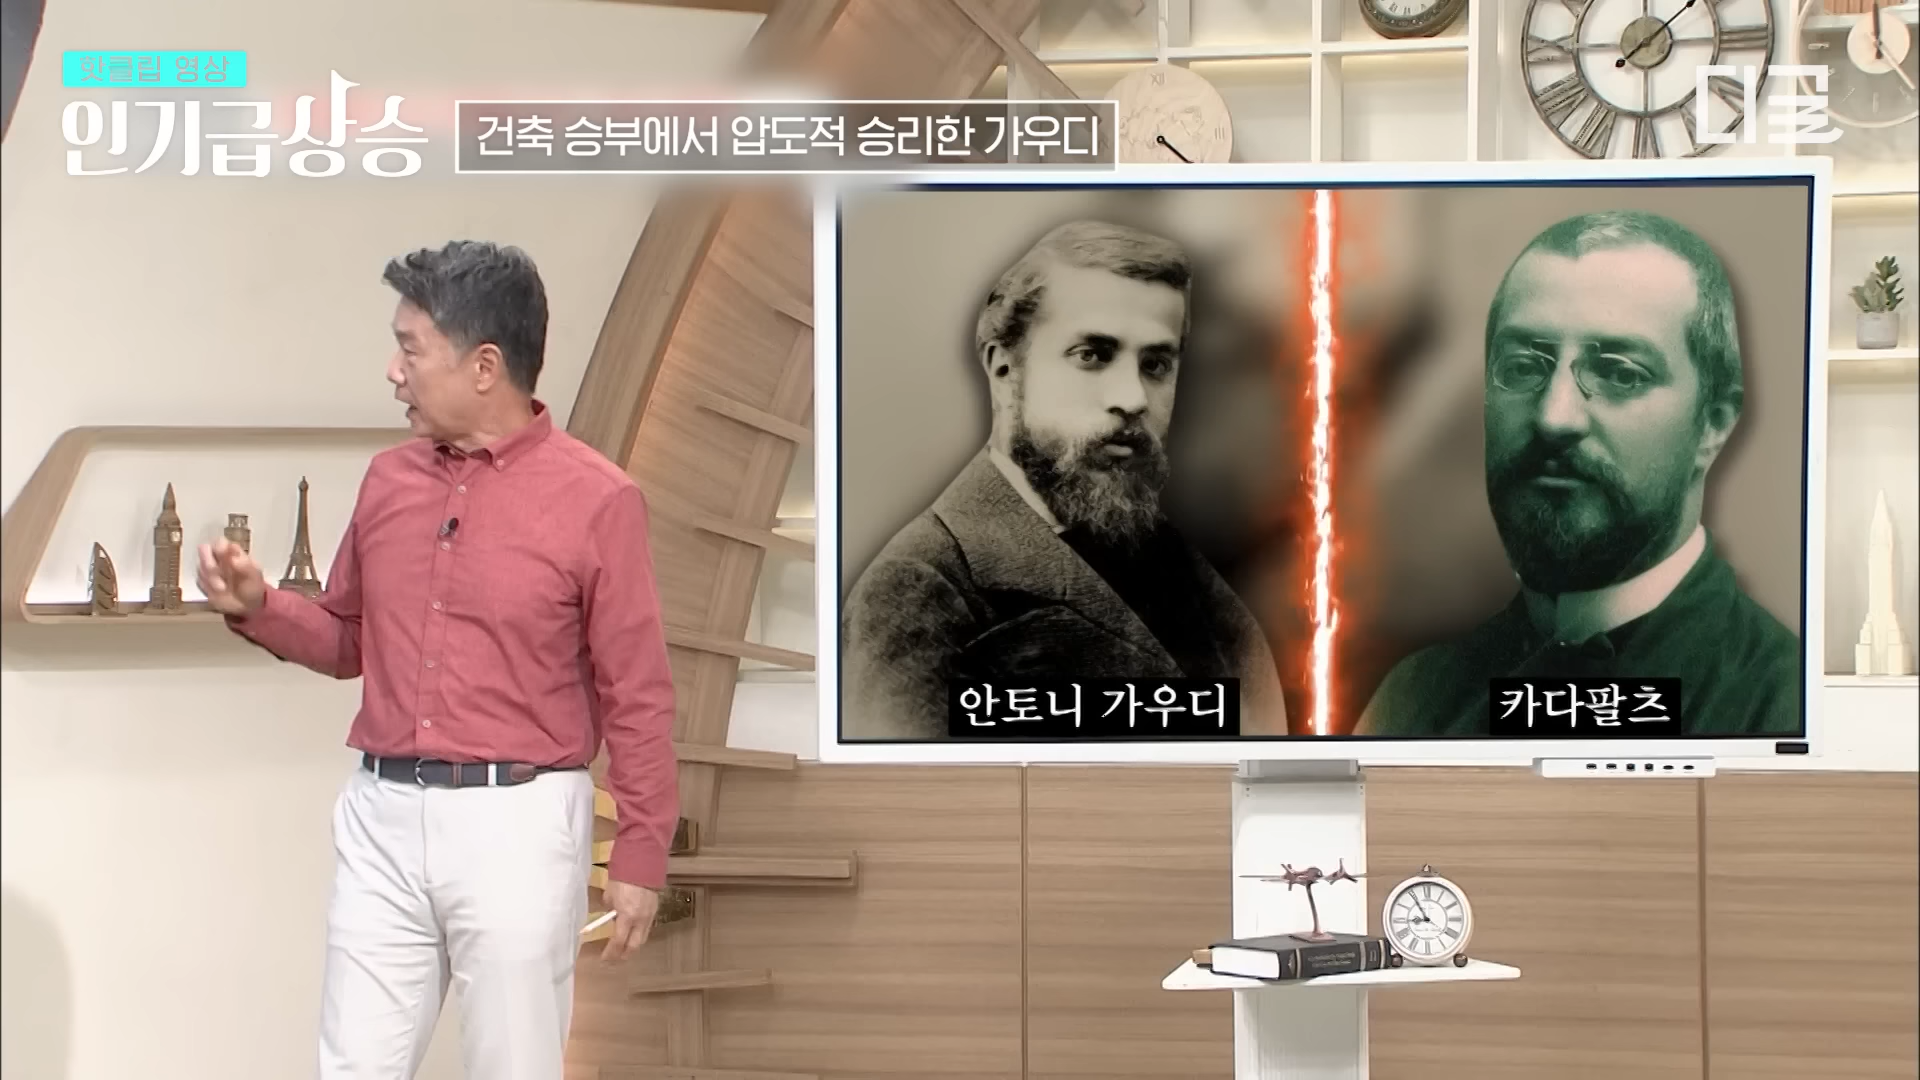 핫클립 영상
인기급상승
건축 승부에서 압도적 승리한 가우디
디글
안토니 가우디
카다팔츠